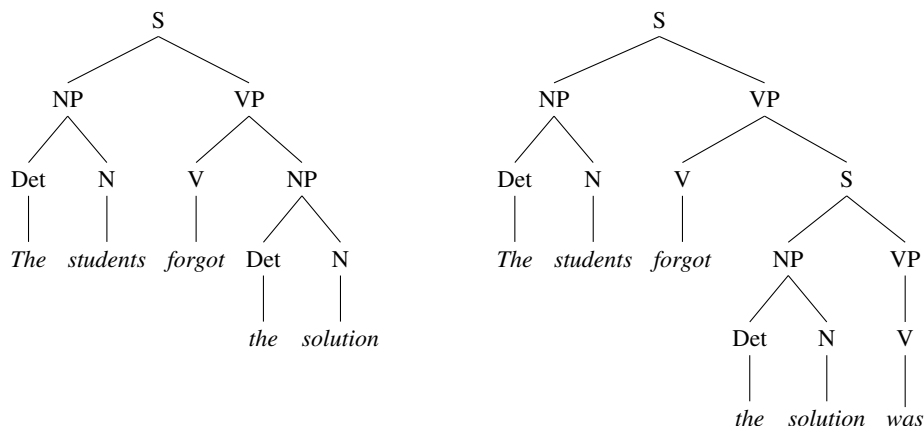 S S
NP VP NP VP
Det N V NP Det N V S
The students forgot Det N The students forgot NP VP
the solution Det N V
the solution was